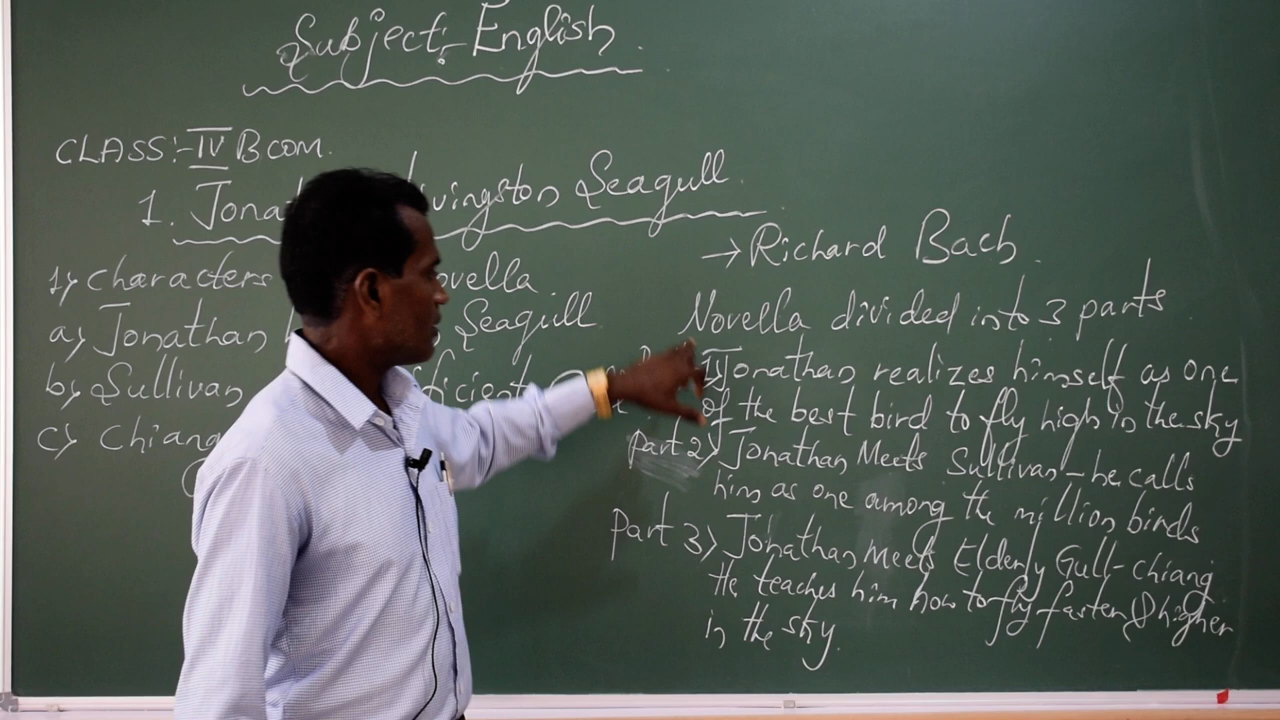 Subject:- English.
CLASS:- IV B com.
1. Jona ivingston Seagull.
→ Richard Bach.
1) characters ovella
a) Jonathan Seagull
b) Sullivan
c) Chiang
Novella divided into 3 parts
1) Jonathan realizes himself as one
of the best bird to fly high in the sky
part 2) Jonathan Meets Sullivan - he calls
him as one among the million birds
part 3) Jonathan Meets Elderly Gull - chiang
He teaches him how to fly faster & higher
in the sky.